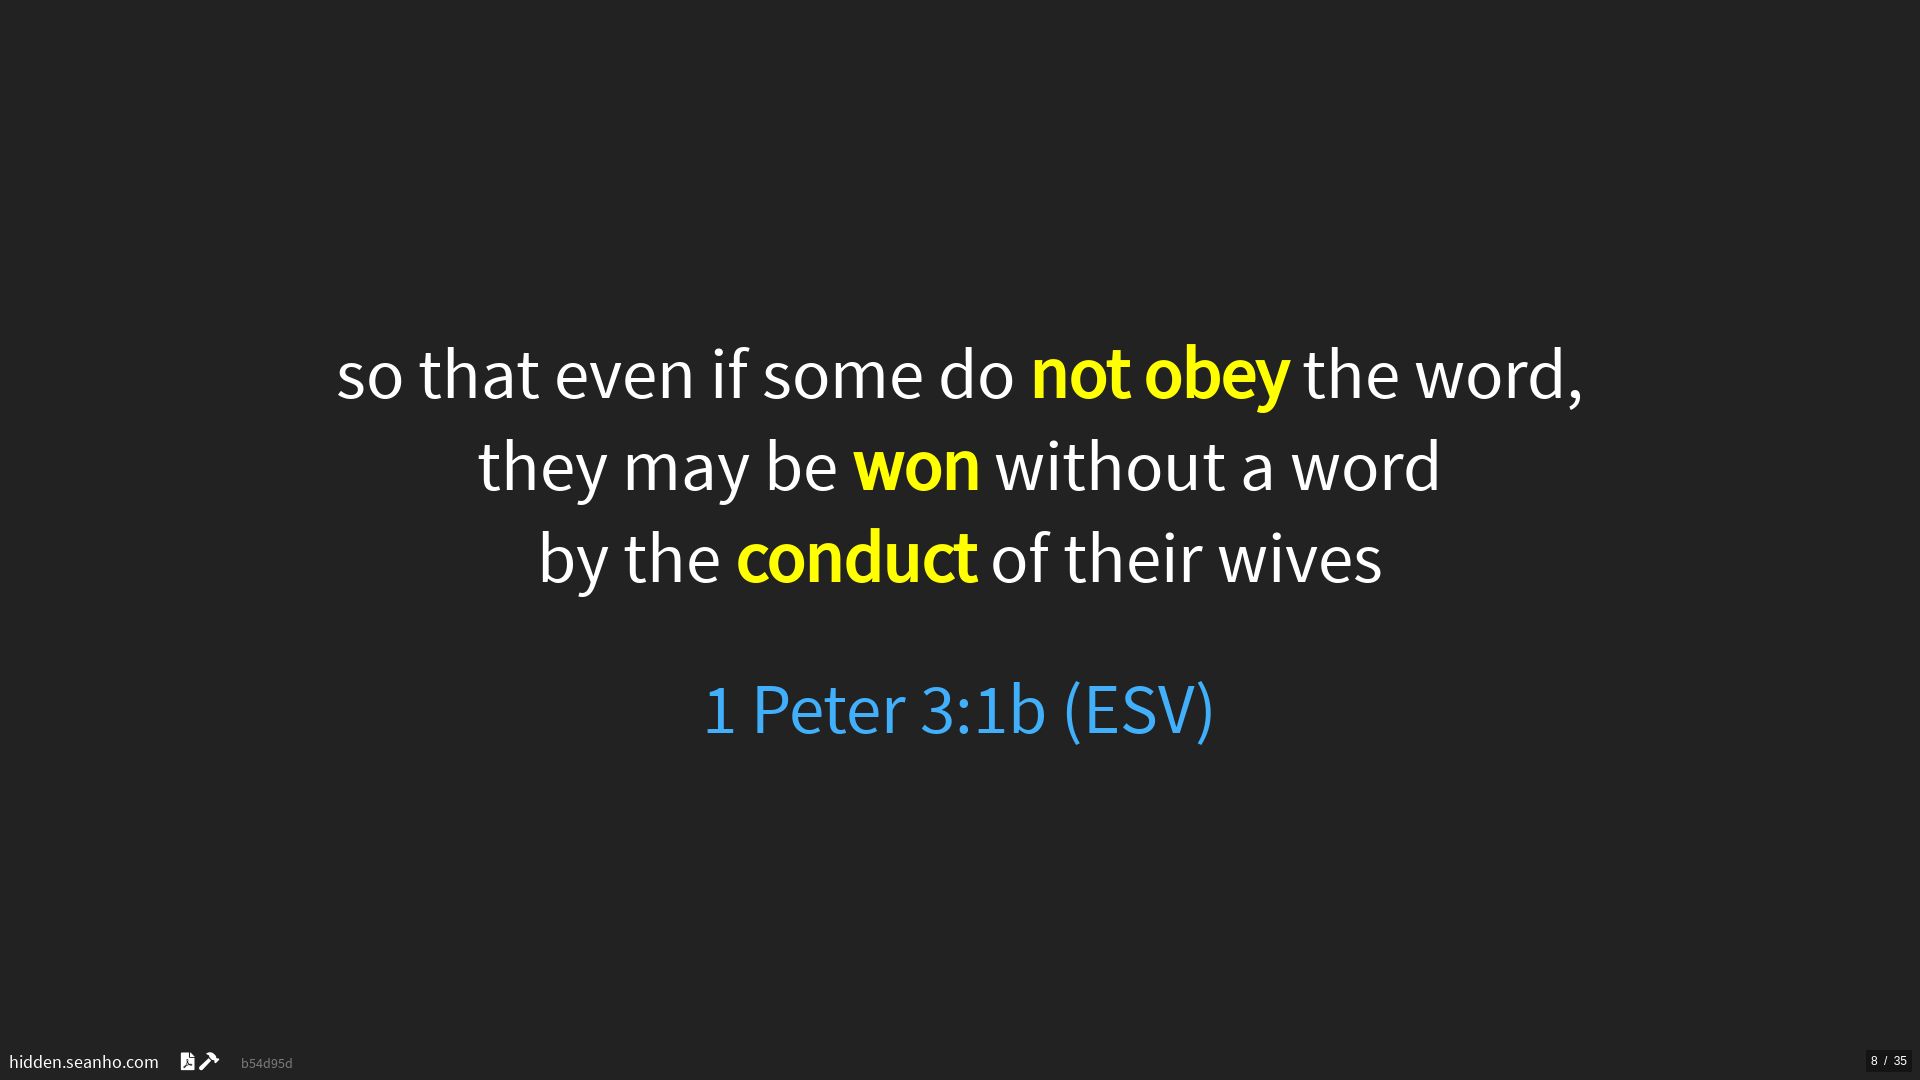 so that even if some do not obey the word,
they may be won without a word
by the conduct of their wives
1 Peter 3:1b (ESV)
hidden.seanho.com
b54d95d
8 / 35